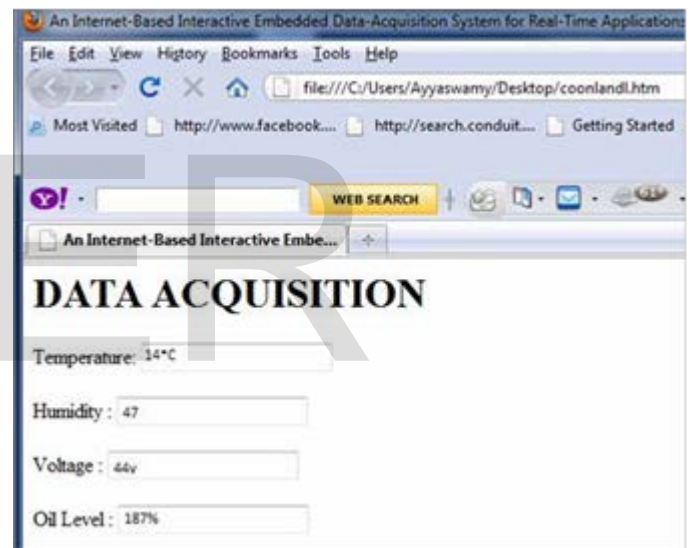 An Internet-Based Interactive Embedded Data-Acquisition System for Real-Time Applications
File Edit View History Bookmarks Tools Help
file:///C:/Users/Ayyaswamy/Desktop/coonlandl.htm
Most Visited http://www.facebook.... http://search.conduit.... Getting Started
Y! WEB SEARCH
An Internet-Based Interactive Embe...
DATA ACQUISITION
Temperature: 14°C
Humidity : 47
Voltage : 44v
Oil Level : 187%
ER